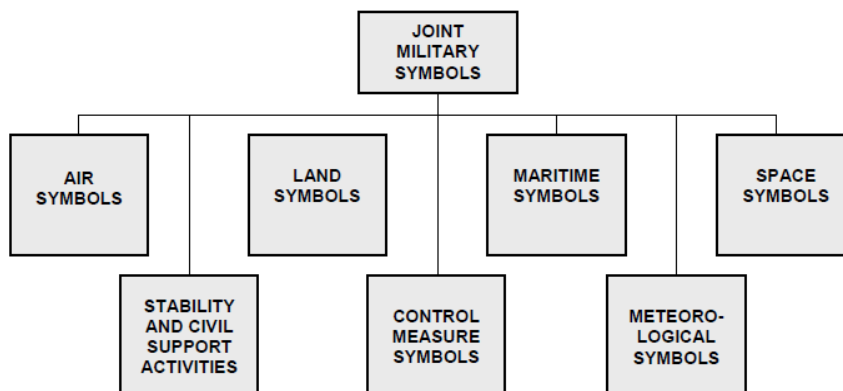 JOINT
MILITARY
SYMBOLS
AIR
SYMBOLS
LAND
SYMBOLS
MARITIME
SYMBOLS
SPACE
SYMBOLS
STABILITY
AND CIVIL
SUPPORT
ACTIVITIES
CONTROL
MEASURE
SYMBOLS
METEORO-
LOGICAL
SYMBOLS